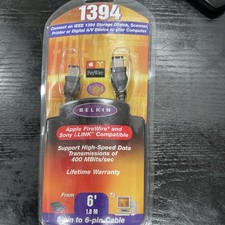 1394
Connect an IEEE 1394 Storage Device, Scanner,
Printer or Digital A/V Device to your Computer
FireWire
BELKIN
Apple FireWire® and
Sony i.LINK™ Compatible
Support High-Speed Data
Transmissions of
400 MBits/sec
Lifetime Warranty
From
6'
1.8 M
6-pin to 6-pin Cable